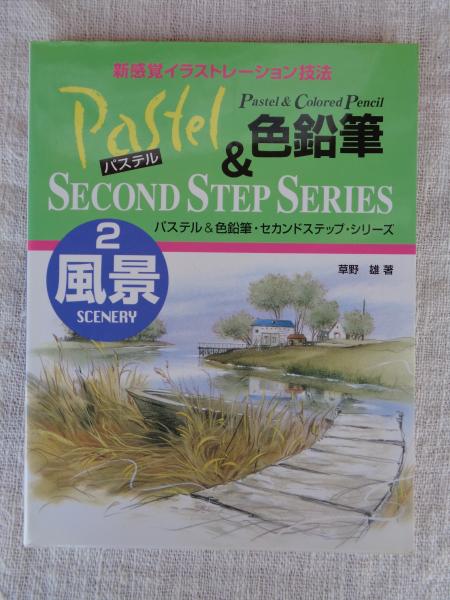 新感覚イラストレーション技法
Pastel & Colored Pencil
Pastel
パステル
&色鉛筆
SECOND STEP SERIES
パステル&色鉛筆・セカンドステップ・シリーズ
2
風景
SCENERY
草野 雄 著